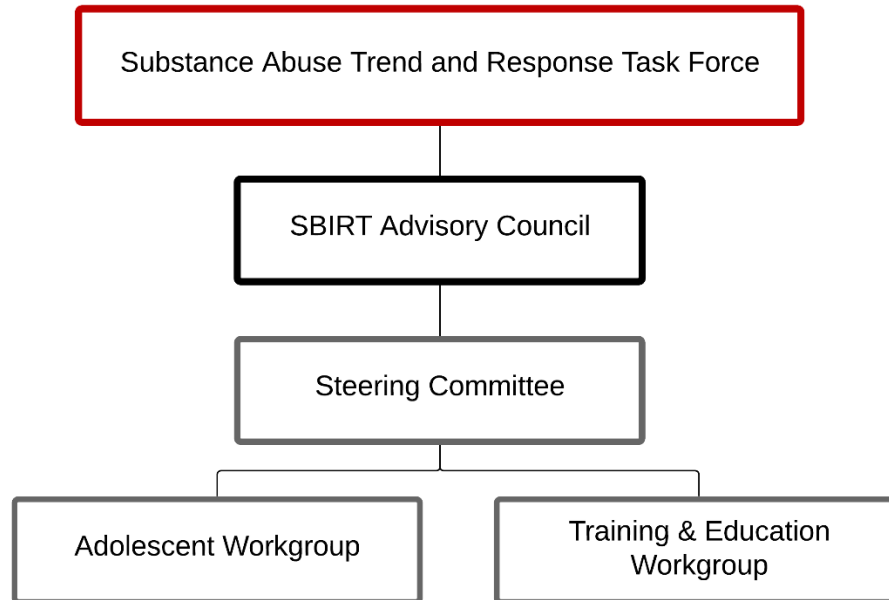 Substance Abuse Trend and Response Task Force
SBIRT Advisory Council
Steering Committee
Adolescent Workgroup
Training & Education
Workgroup